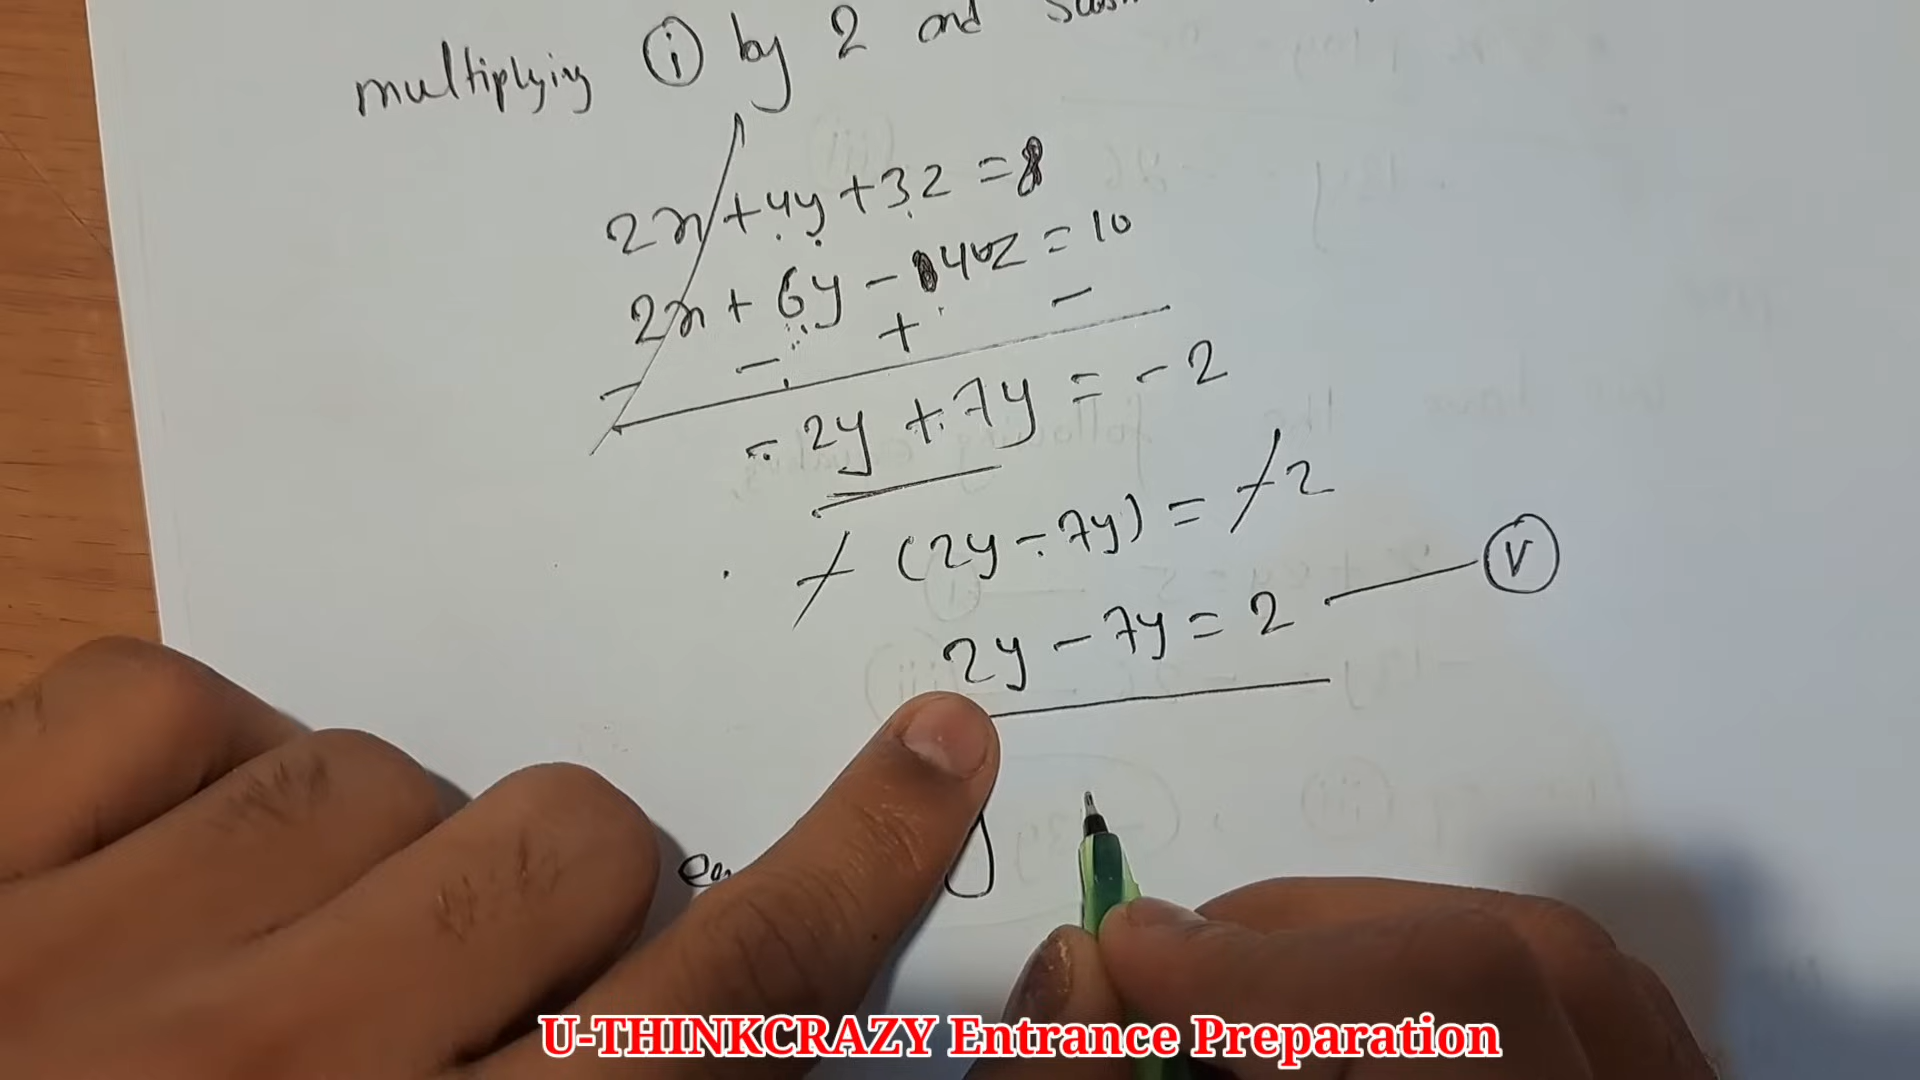 multiplying (i) by 2 and
2x + 4y + 3z = 8
2x + 6y - 4z = 10
- - + -
- 2y + 7y = - 2
- (2y - 7y) = - 2
2y - 7y = 2 — (v)
y
U-THINKCRAZY Entrance Preparation